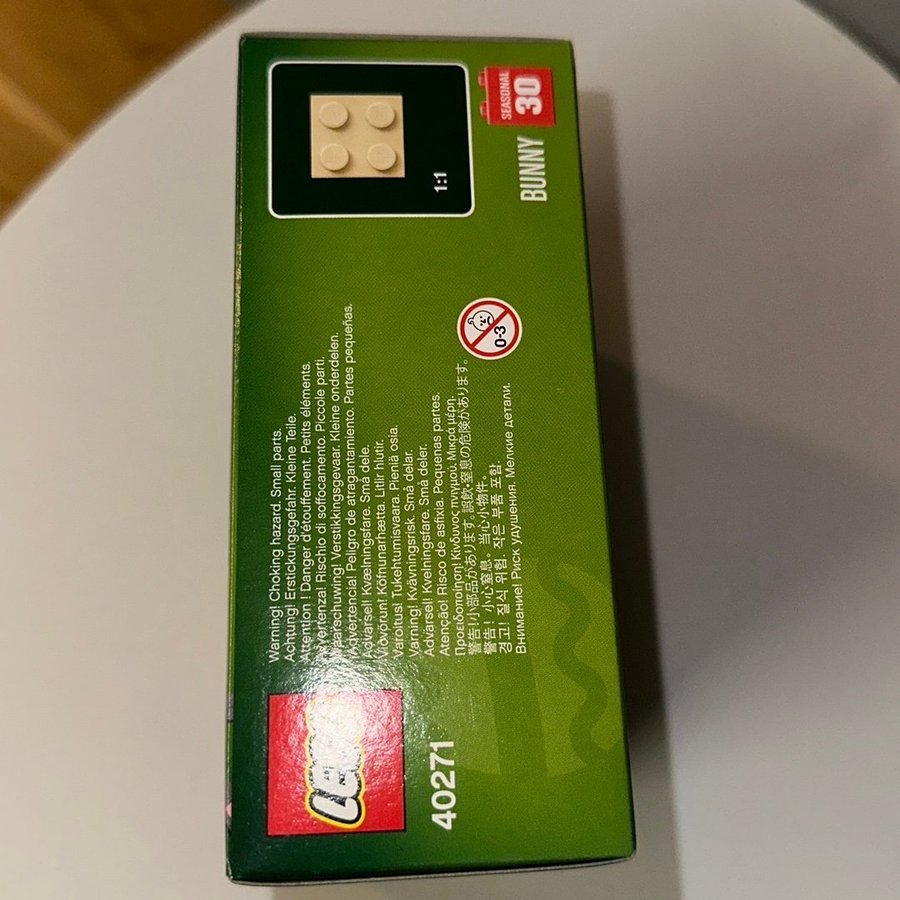 LEGO
40271
Warning! Choking hazard. Small parts.
Achtung! Erstickungsgefahr. Kleine Teile.
Attention ! Danger d'étouffement. Petits éléments.
Avvertenza! Rischio di soffocamento. Piccole parti.
Waarschuwing! Verstikkingsgevaar. Kleine onderdelen.
¡Advertencia! Peligro de atragantamiento. Partes pequeñas.
Advarsel! Kvælningsfare. Små dele.
Viðvörun! Köfnunarhætta. Litlir hlutir.
Varoitus! Tukehtumisvaara. Pieniä osia.
Varning! Kvävningsrisk. Små delar.
Advarsel! Kvelningsfare. Små deler.
Atenção! Risco de asfixia. Pequenas partes.
Προειδοποίηση! Κίνδυνος πνιγμού. Μικρά μέρη.
警告!小部品があります。誤飲・窒息の危険があります。
警告! 小心窒息。当心小物件。
경고! 질식 위험. 작은 부품 포함.
Внимание! Риск удушения. Мелкие детали.
0-3
1:1
SEASONAL
30
BUNNY